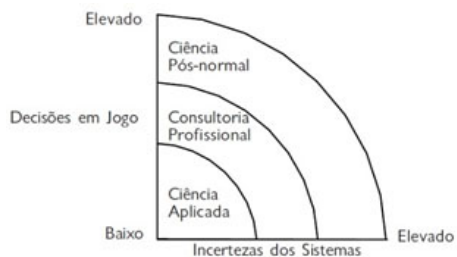 Elevado
Ciência
Pós-normal
Decisões em Jogo
Consultoria
Profissional
Ciência
Aplicada
Baixo
Elevado
Incertezas dos Sistemas